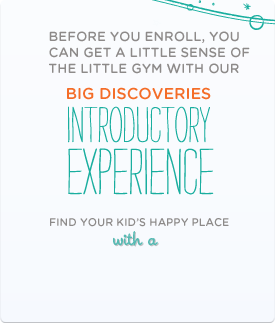 BEFORE YOU ENROLL, YOU
CAN GET A LITTLE SENSE OF
THE LITTLE GYM WITH OUR
BIG DISCOVERIES
INTRODUCTORY
EXPERIENCE
FIND YOUR KID'S HAPPY PLACE
with a